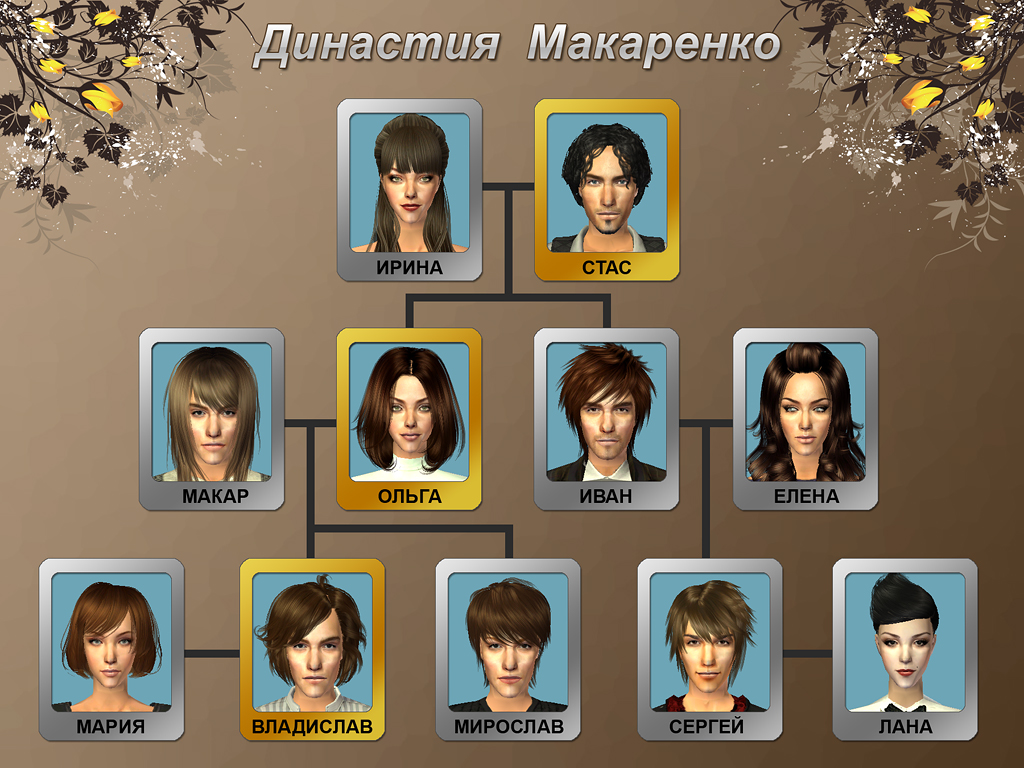 Династия Макаренко
ИРИНА
СТАС
МАКАР
ОЛЬГА
ИВАН
ЕЛЕНА
МАРИЯ
ВЛАДИСЛАВ
МИРОСЛАВ
СЕРГЕЙ
ЛАНА